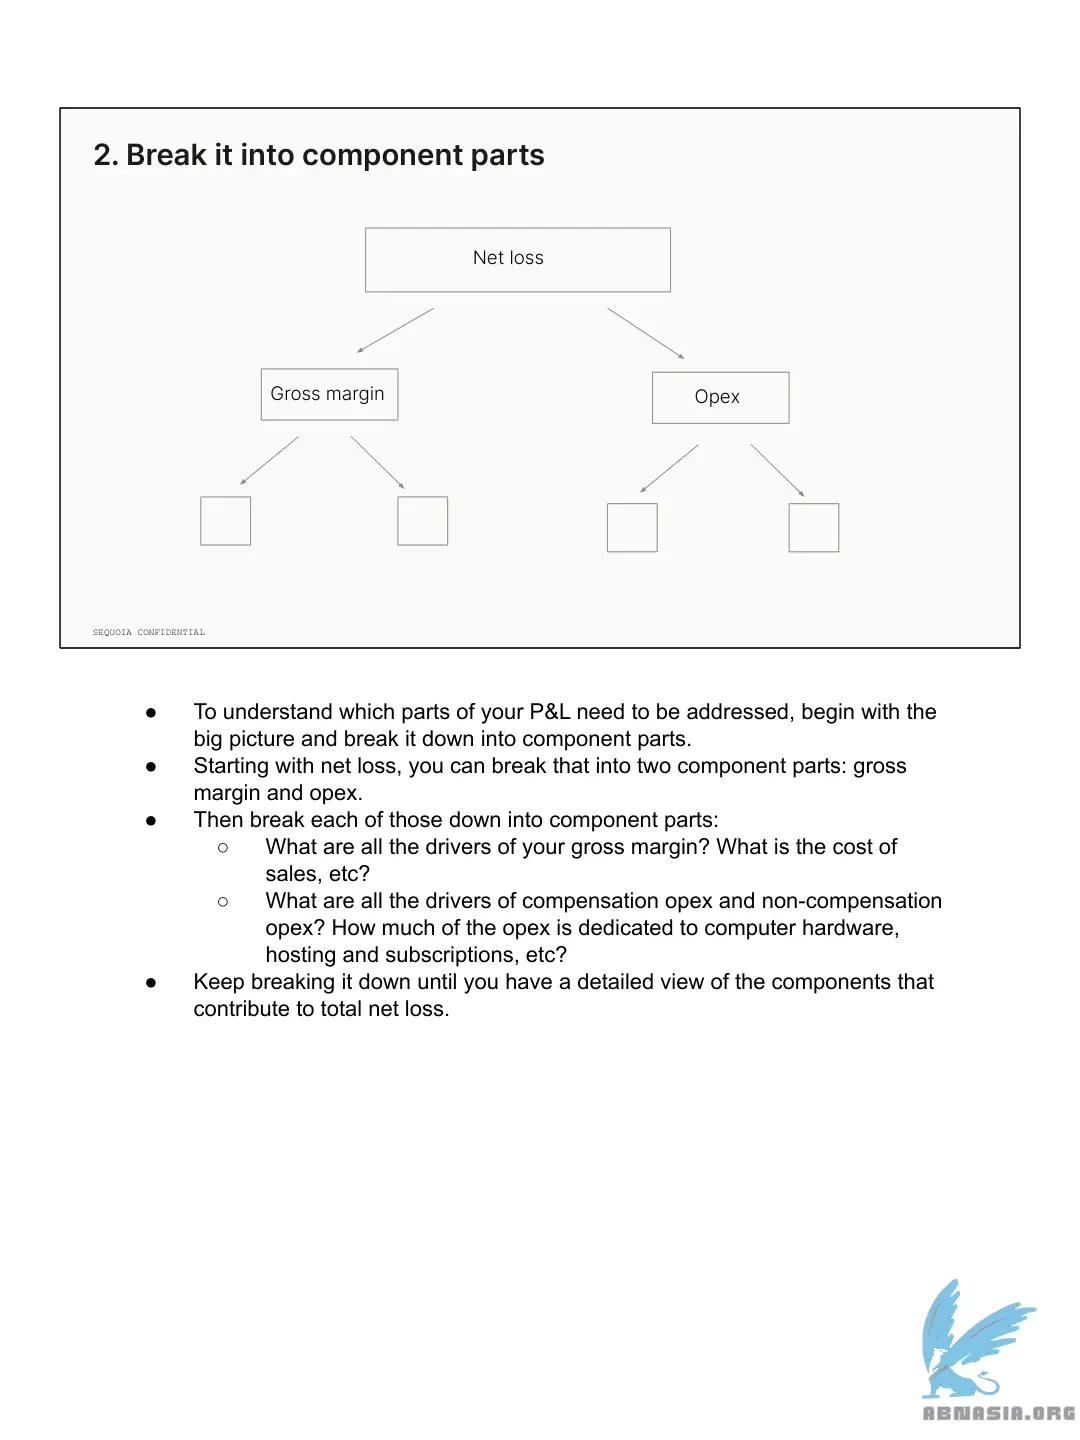 2. Break it into component parts
Net loss
Gross margin
Opex
SEQUOIA CONFIDENTIAL
● To understand which parts of your P&L need to be addressed, begin with the
big picture and break it down into component parts.
● Starting with net loss, you can break that into two component parts: gross
margin and opex.
● Then break each of those down into component parts:
○ What are all the drivers of your gross margin? What is the cost of
sales, etc?
○ What are all the drivers of compensation opex and non-compensation
opex? How much of the opex is dedicated to computer hardware,
hosting and subscriptions, etc?
● Keep breaking it down until you have a detailed view of the components that
contribute to total net loss.
ABNASIA.ORG